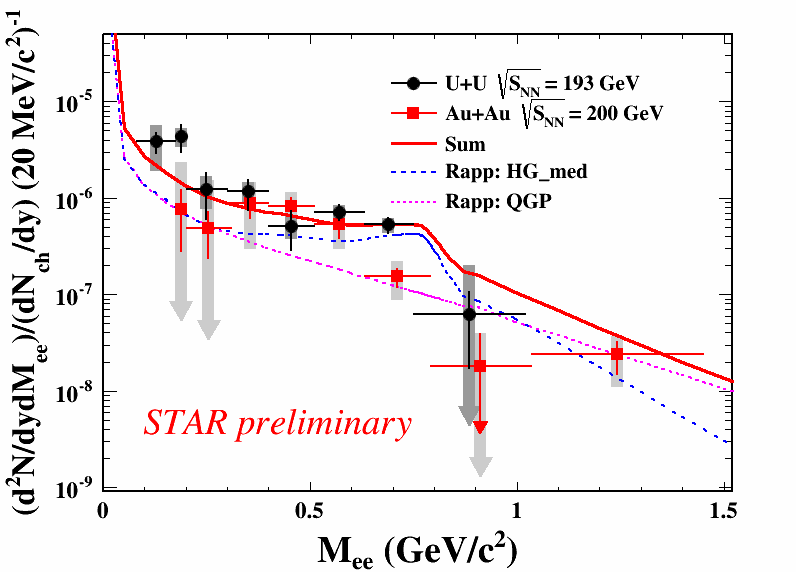 ((d²N/dydM_ee)/(dN_ch/dy) (20 MeV/c²)⁻¹
10⁻⁵
10⁻⁶
10⁻⁷
10⁻⁸
10⁻⁹
U+U √S_NN = 193 GeV
Au+Au √S_NN = 200 GeV
Sum
Rapp: HG_med
Rapp: QGP
STAR preliminary
0 0.5 1 1.5
M_ee (GeV/c²)